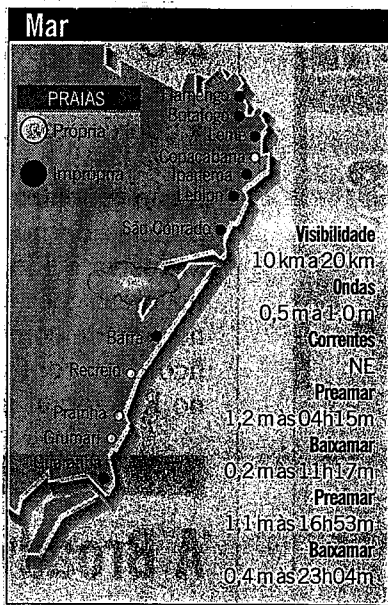 Mar
PRAIAS
Própria
Imprópria
Flamengo
Botafogo
Leme
Copacabana
Ipanema
Leblon
São Conrado
Barra
Recreio
Prainha
Grumari
Visibilidade
10 km a 20 km
Ondas
0,5 m a 1,0 m
Correntes
NE
Preamar
1,2 m às 04h15m
Baixamar
0,2 m às 11h17m
Preamar
1,1 m às 16h53m
Baixamar
0,4 m às 23h04m